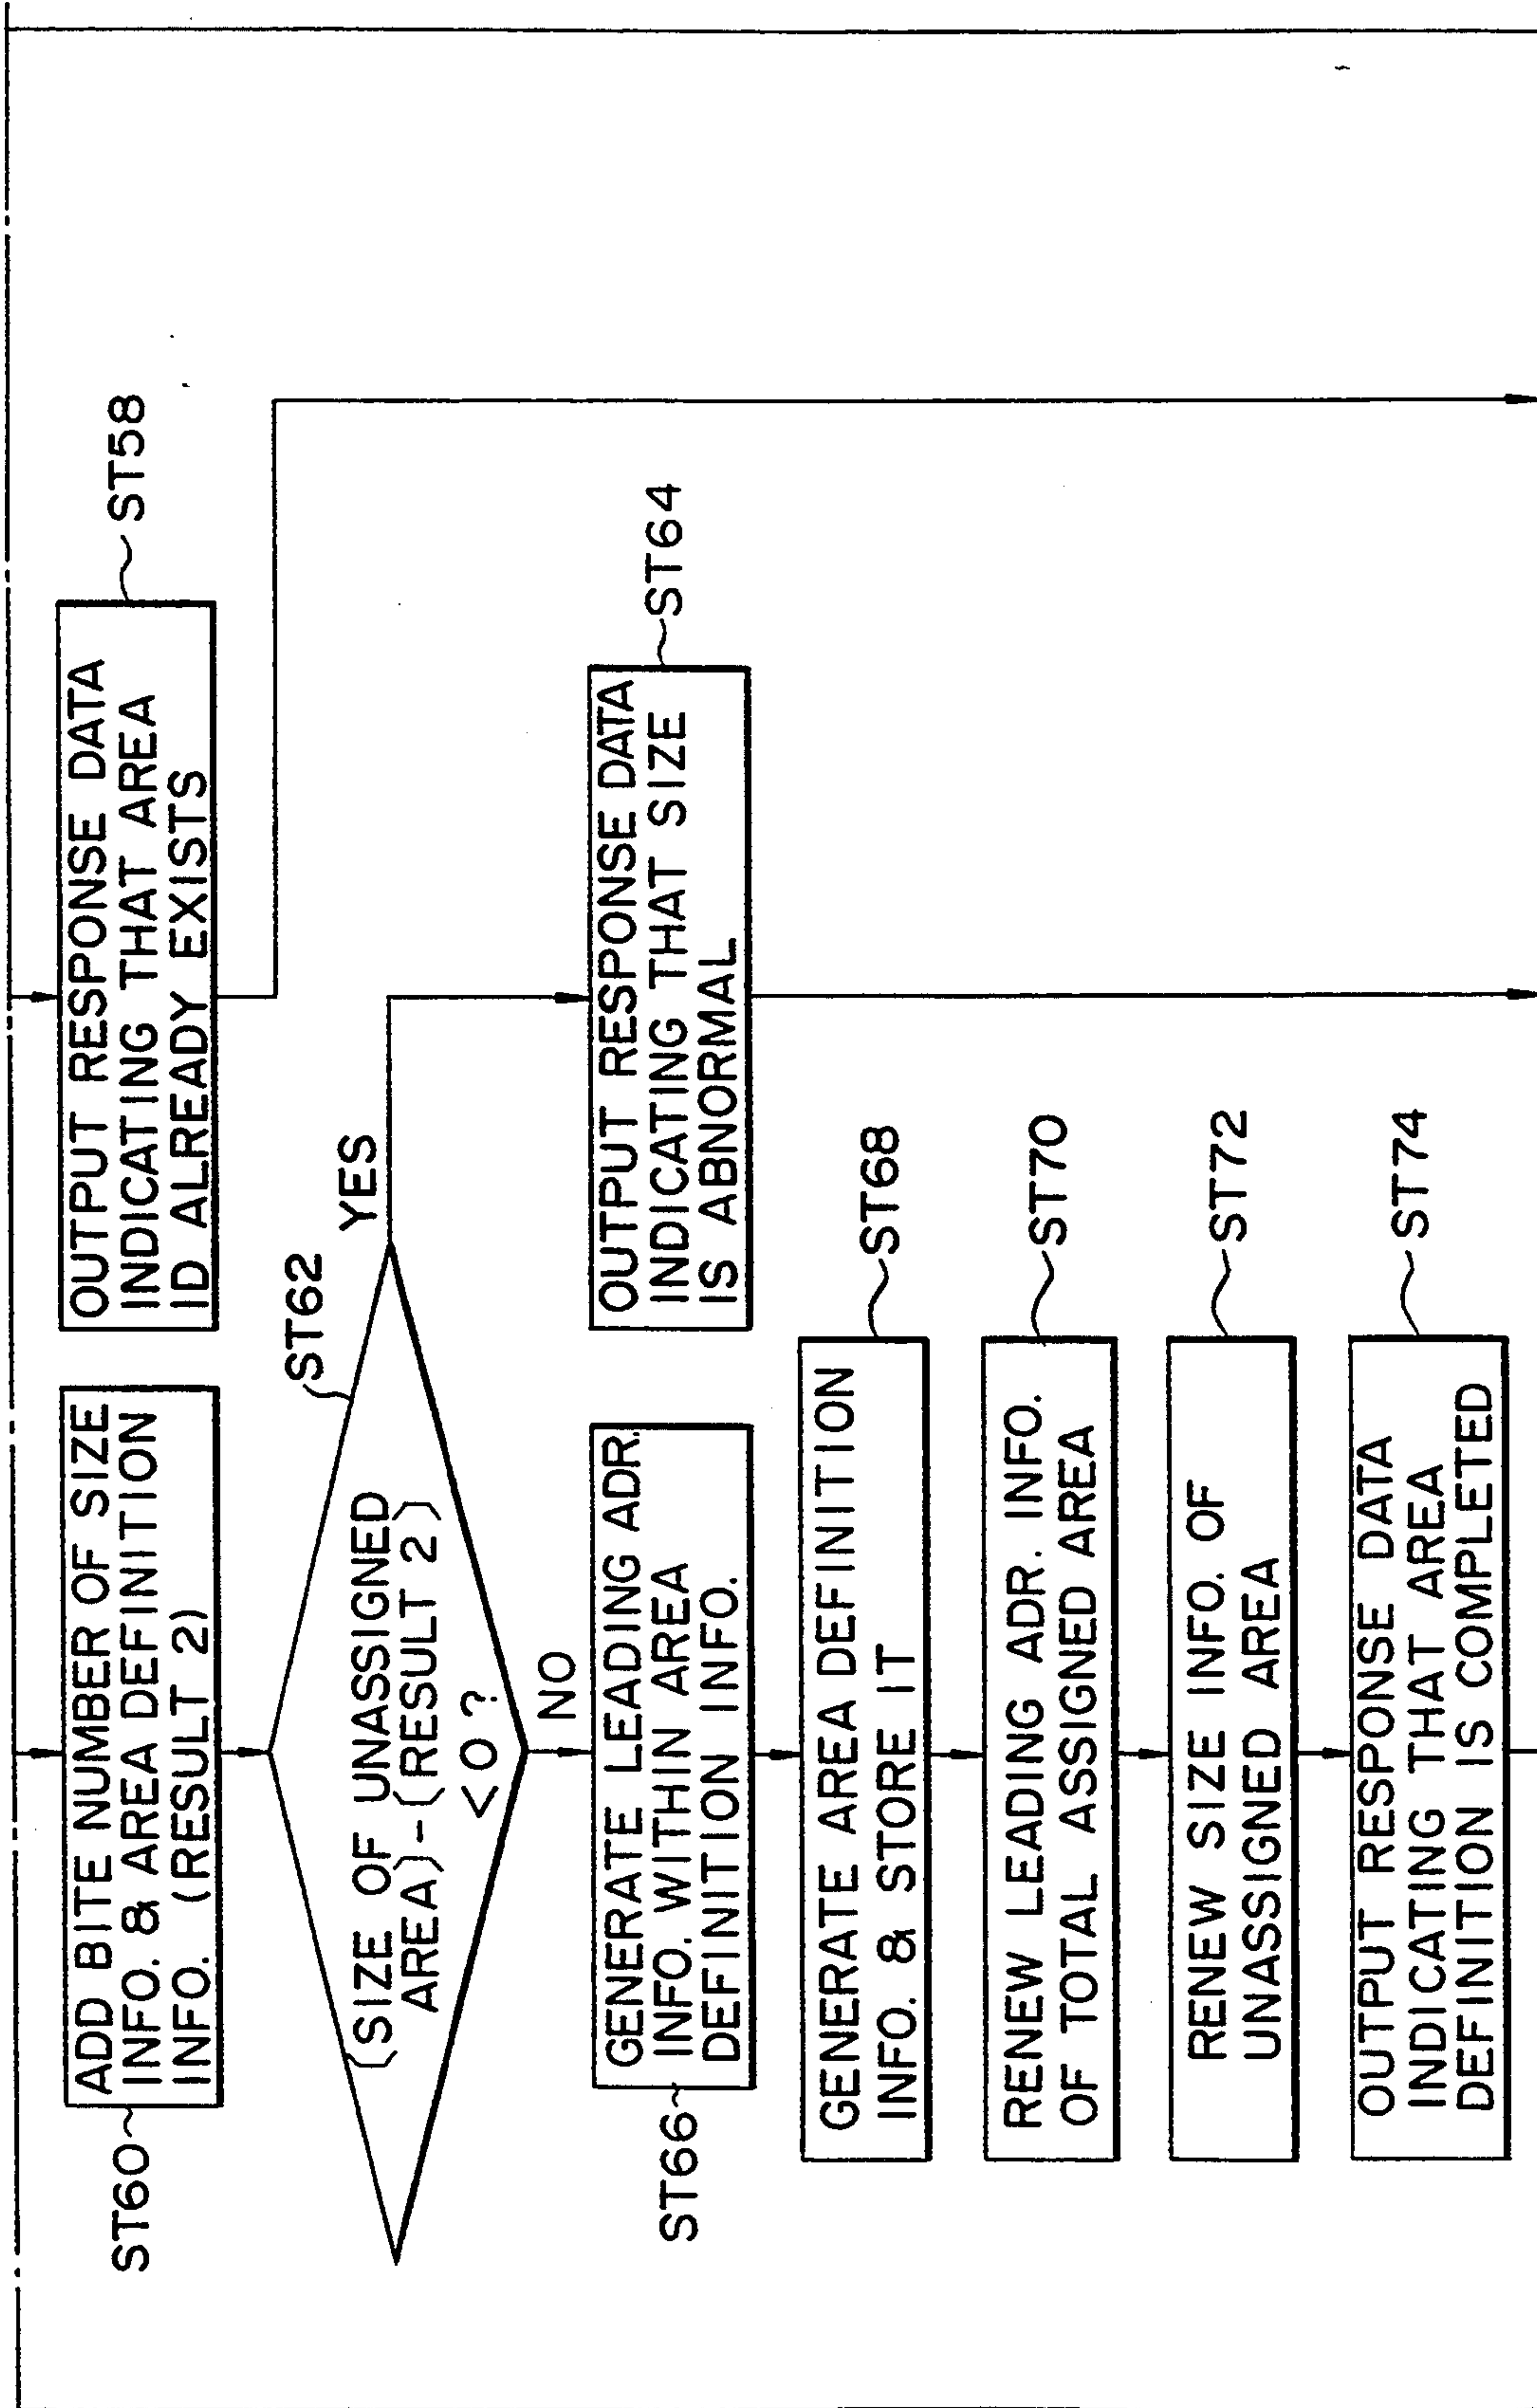 ST60
ADD BITE NUMBER OF SIZE
INFO. & AREA DEFINITION
INFO. (RESULT 2)
OUTPUT RESPONSE DATA
INDICATING THAT AREA
ID ALREADY EXISTS
ST58
ST62
(SIZE OF UNASSIGNED
AREA)-(RESULT 2)
<0?
YES
NO
ST66
GENERATE LEADING ADR.
INFO. WITHIN AREA
DEFINITION INFO.
OUTPUT RESPONSE DATA
INDICATING THAT SIZE
IS ABNORMAL
ST64
GENERATE AREA DEFINITION
INFO. & STORE IT
ST68
RENEW LEADING ADR. INFO.
OF TOTAL ASSIGNED AREA
ST70
RENEW SIZE INFO. OF
UNASSIGNED AREA
ST72
OUTPUT RESPONSE DATA
INDICATING THAT AREA
DEFINITION IS COMPLETED
ST74